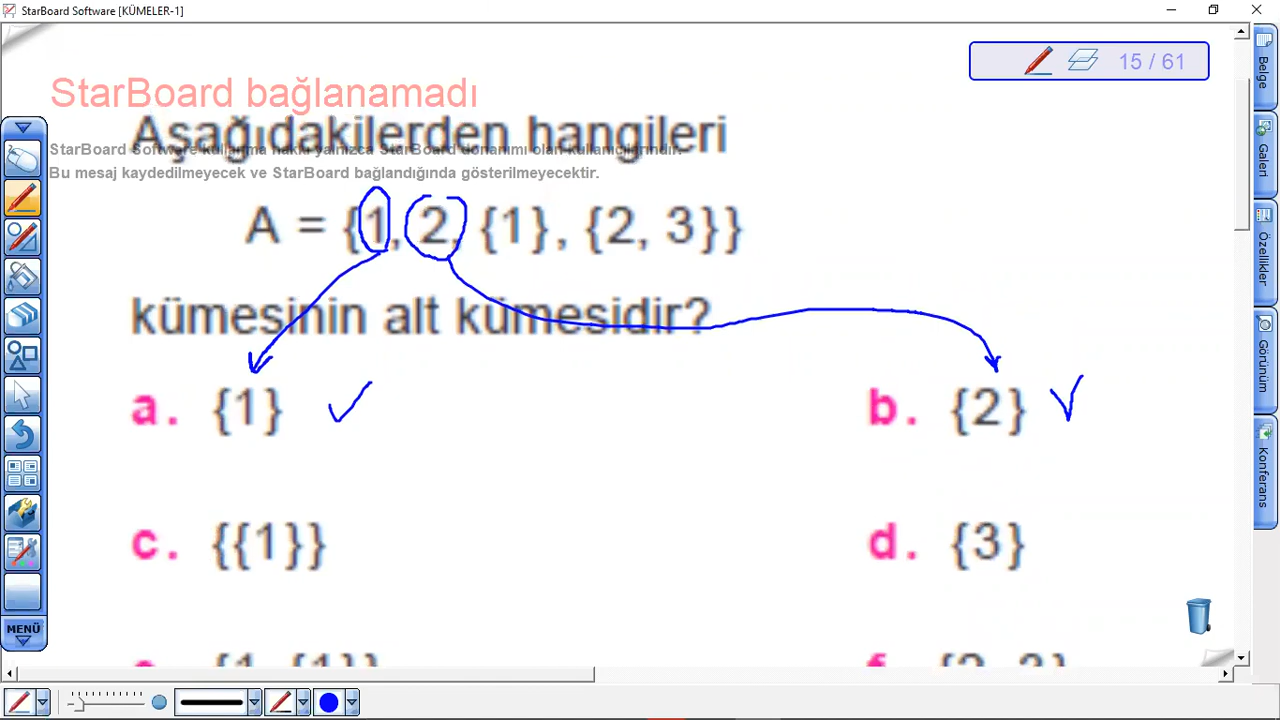 StarBoard Software [KÜMELER-1]
15 / 61
StarBoard bağlanamadı
Aşağıdakilerden hangileri
StarBoard Software kullanma hakkı yalnızca StarBoard donanımı olan kullanıcılarındır.
Bu mesaj kaydedilmeyecek ve StarBoard bağlandığında gösterilmeyecektir.
A = {1, 2, {1}, {2, 3}}
kümesinin alt kümesidir?
a. {1}
b. {2}
c. {{1}}
d. {3}
MENÜ
Belge
Galeri
Özellikler
Görünüm
Konferans